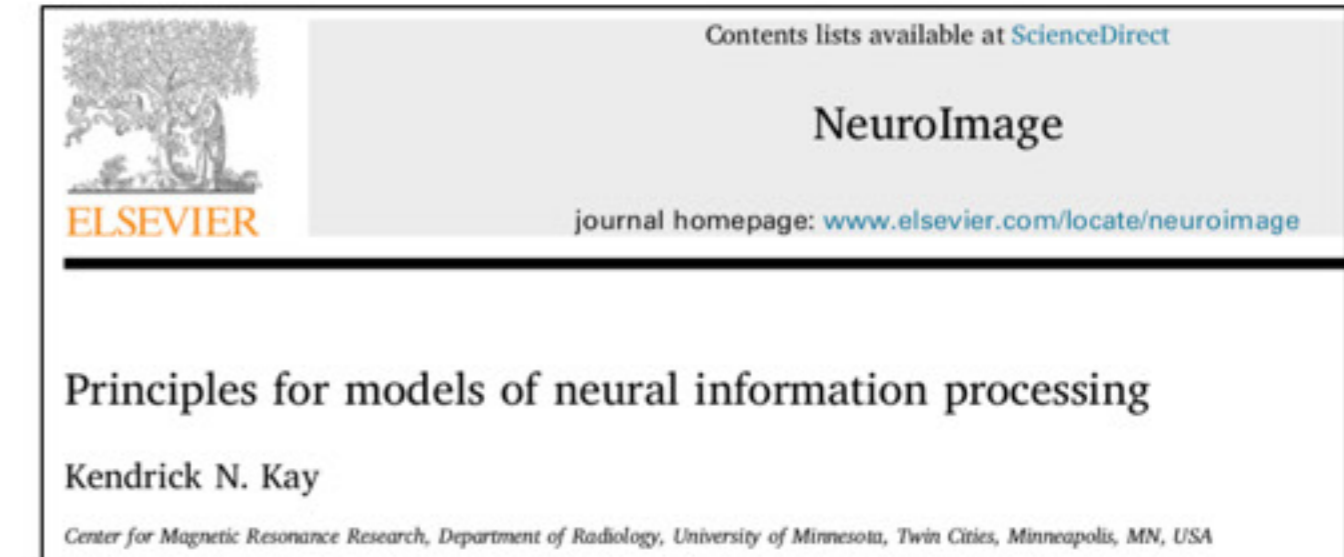 Contents lists available at ScienceDirect
NeuroImage
ELSEVIER
journal homepage: www.elsevier.com/locate/neuroimage
Principles for models of neural information processing
Kendrick N. Kay
Center for Magnetic Resonance Research, Department of Radiology, University of Minnesota, Twin Cities, Minneapolis, MN, USA